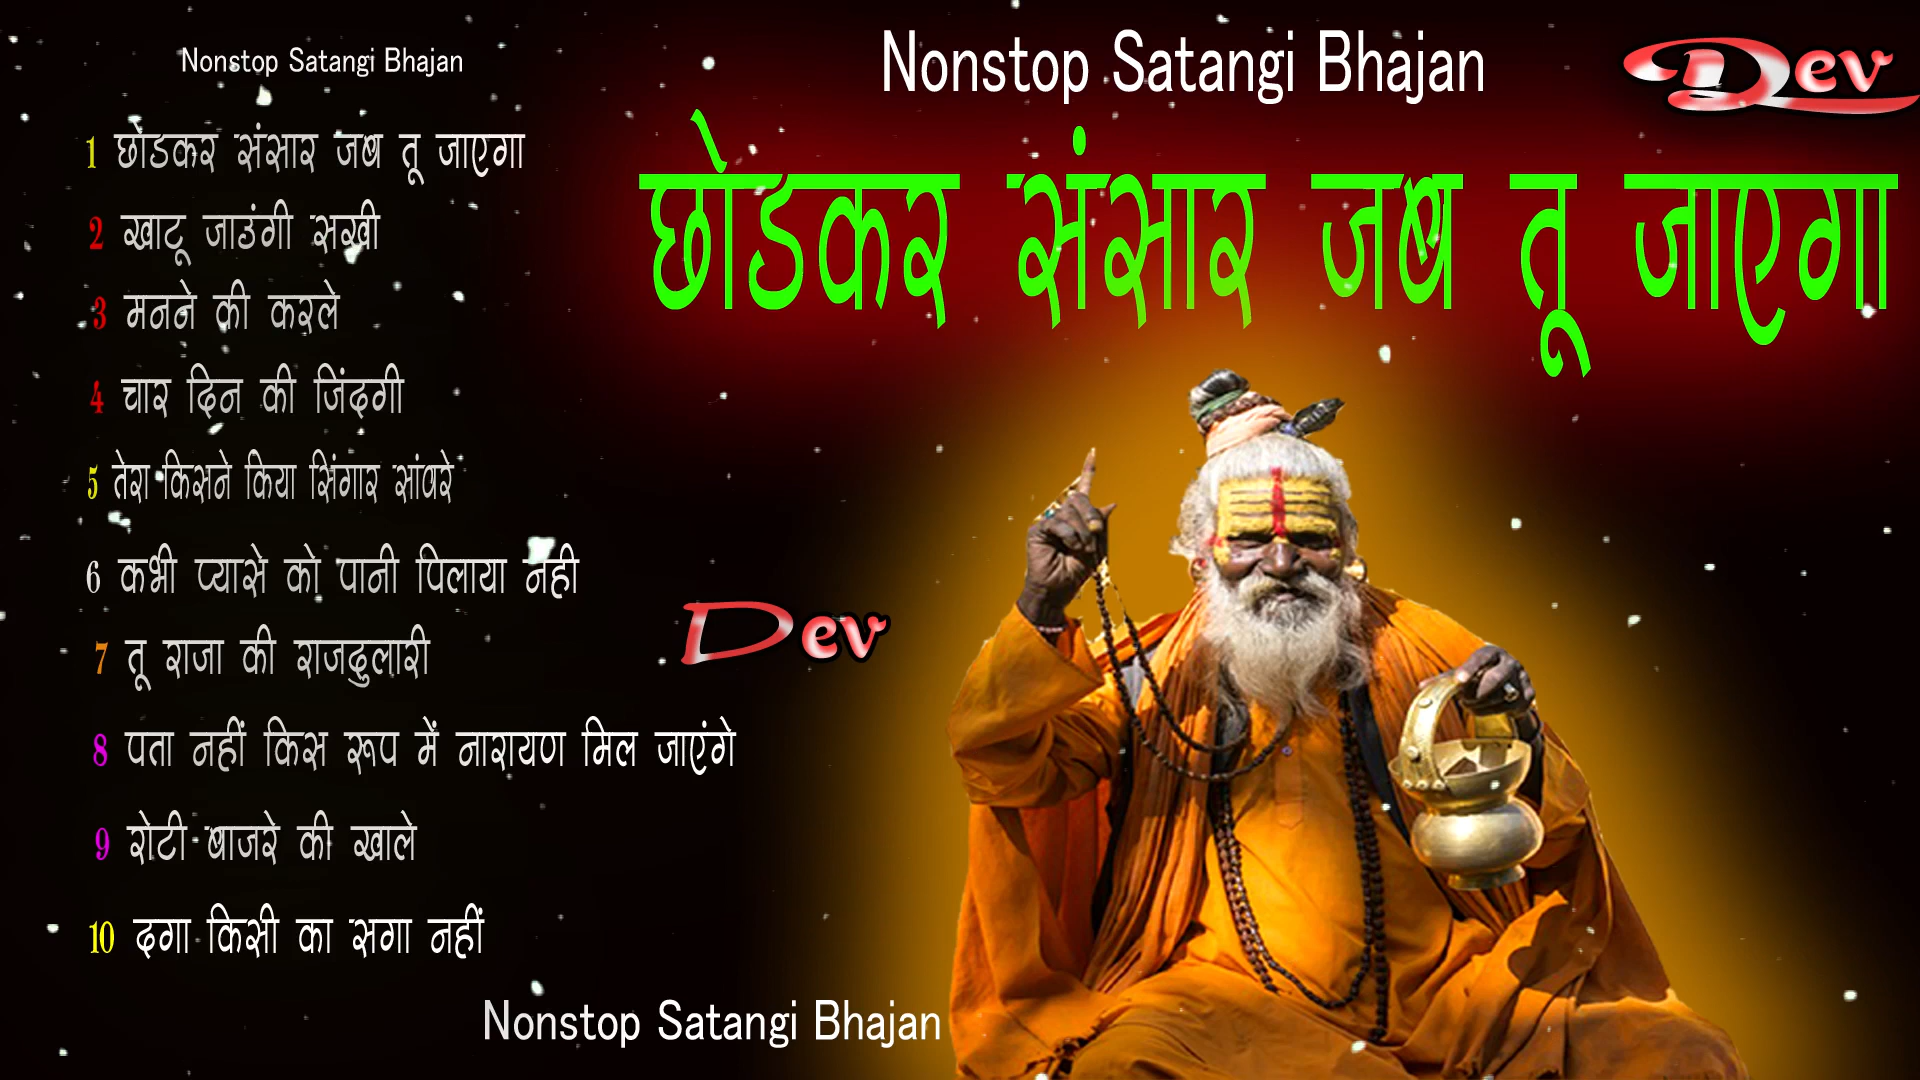 Nonstop Satangi Bhajan
1 छोडकर संसार जब तू जाएगा
2 खाटू जाउंगी सखी
3 मनने की करले
4 चार दिन की जिंदगी
5 तेरा किसने किया सिंगार सांवरे
6 कभी प्यासे को पानी पिलाया नही
7 तू राजा की राजदुलारी
8 पता नहीं किस रूप में नारायण मिल जाएंगे
9 रोटी बाजरे की खाले
10 दगा किसी का सगा नहीं
Nonstop Satangi Bhajan
Nonstop Satangi Bhajan
Dev
छोडकर संसार जब तू जाएगा
Dev